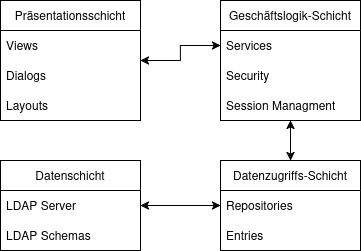 Präsentationsschicht
Views
Dialogs
Layouts
Geschäftslogik-Schicht
Services
Security
Session Managment
Datenschicht
LDAP Server
LDAP Schemas
Datenzugriffs-Schicht
Repositories
Entries